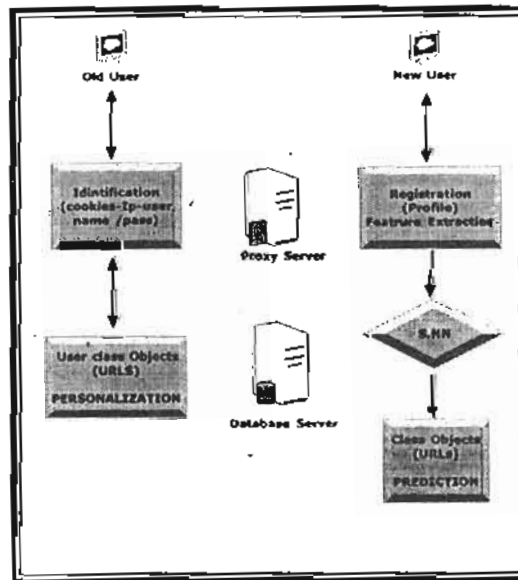 Old User
New User
Idintification
(cookies-Ip-user,
name /pass)
Registration
(Profile)
Featrure Extraction
Proxy Server
S.NN
User class Objects
(URLS)
PERSONALIZATION
Database Server
Class Objects
(URLs)
PREDICTION